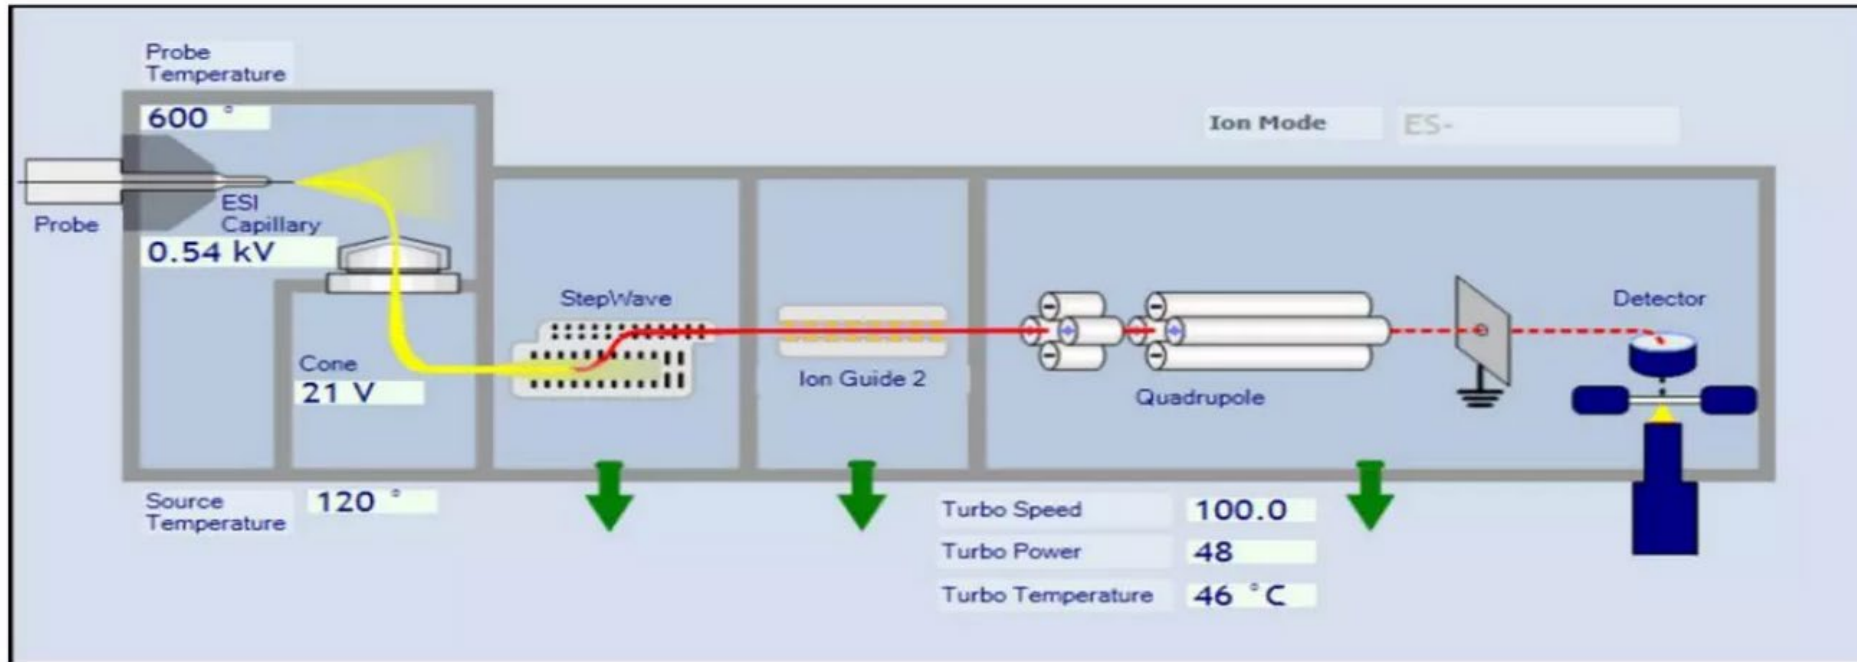 Probe
Temperature
600 °
Ion Mode
ES-
Probe
ESI
Capillary
0.54 kV
StepWave
Detector
Cone
21 V
Ion Guide 2
Quadrupole
Source
Temperature
120 °
Turbo Speed
100.0
Turbo Power
48
Turbo Temperature
46 °C